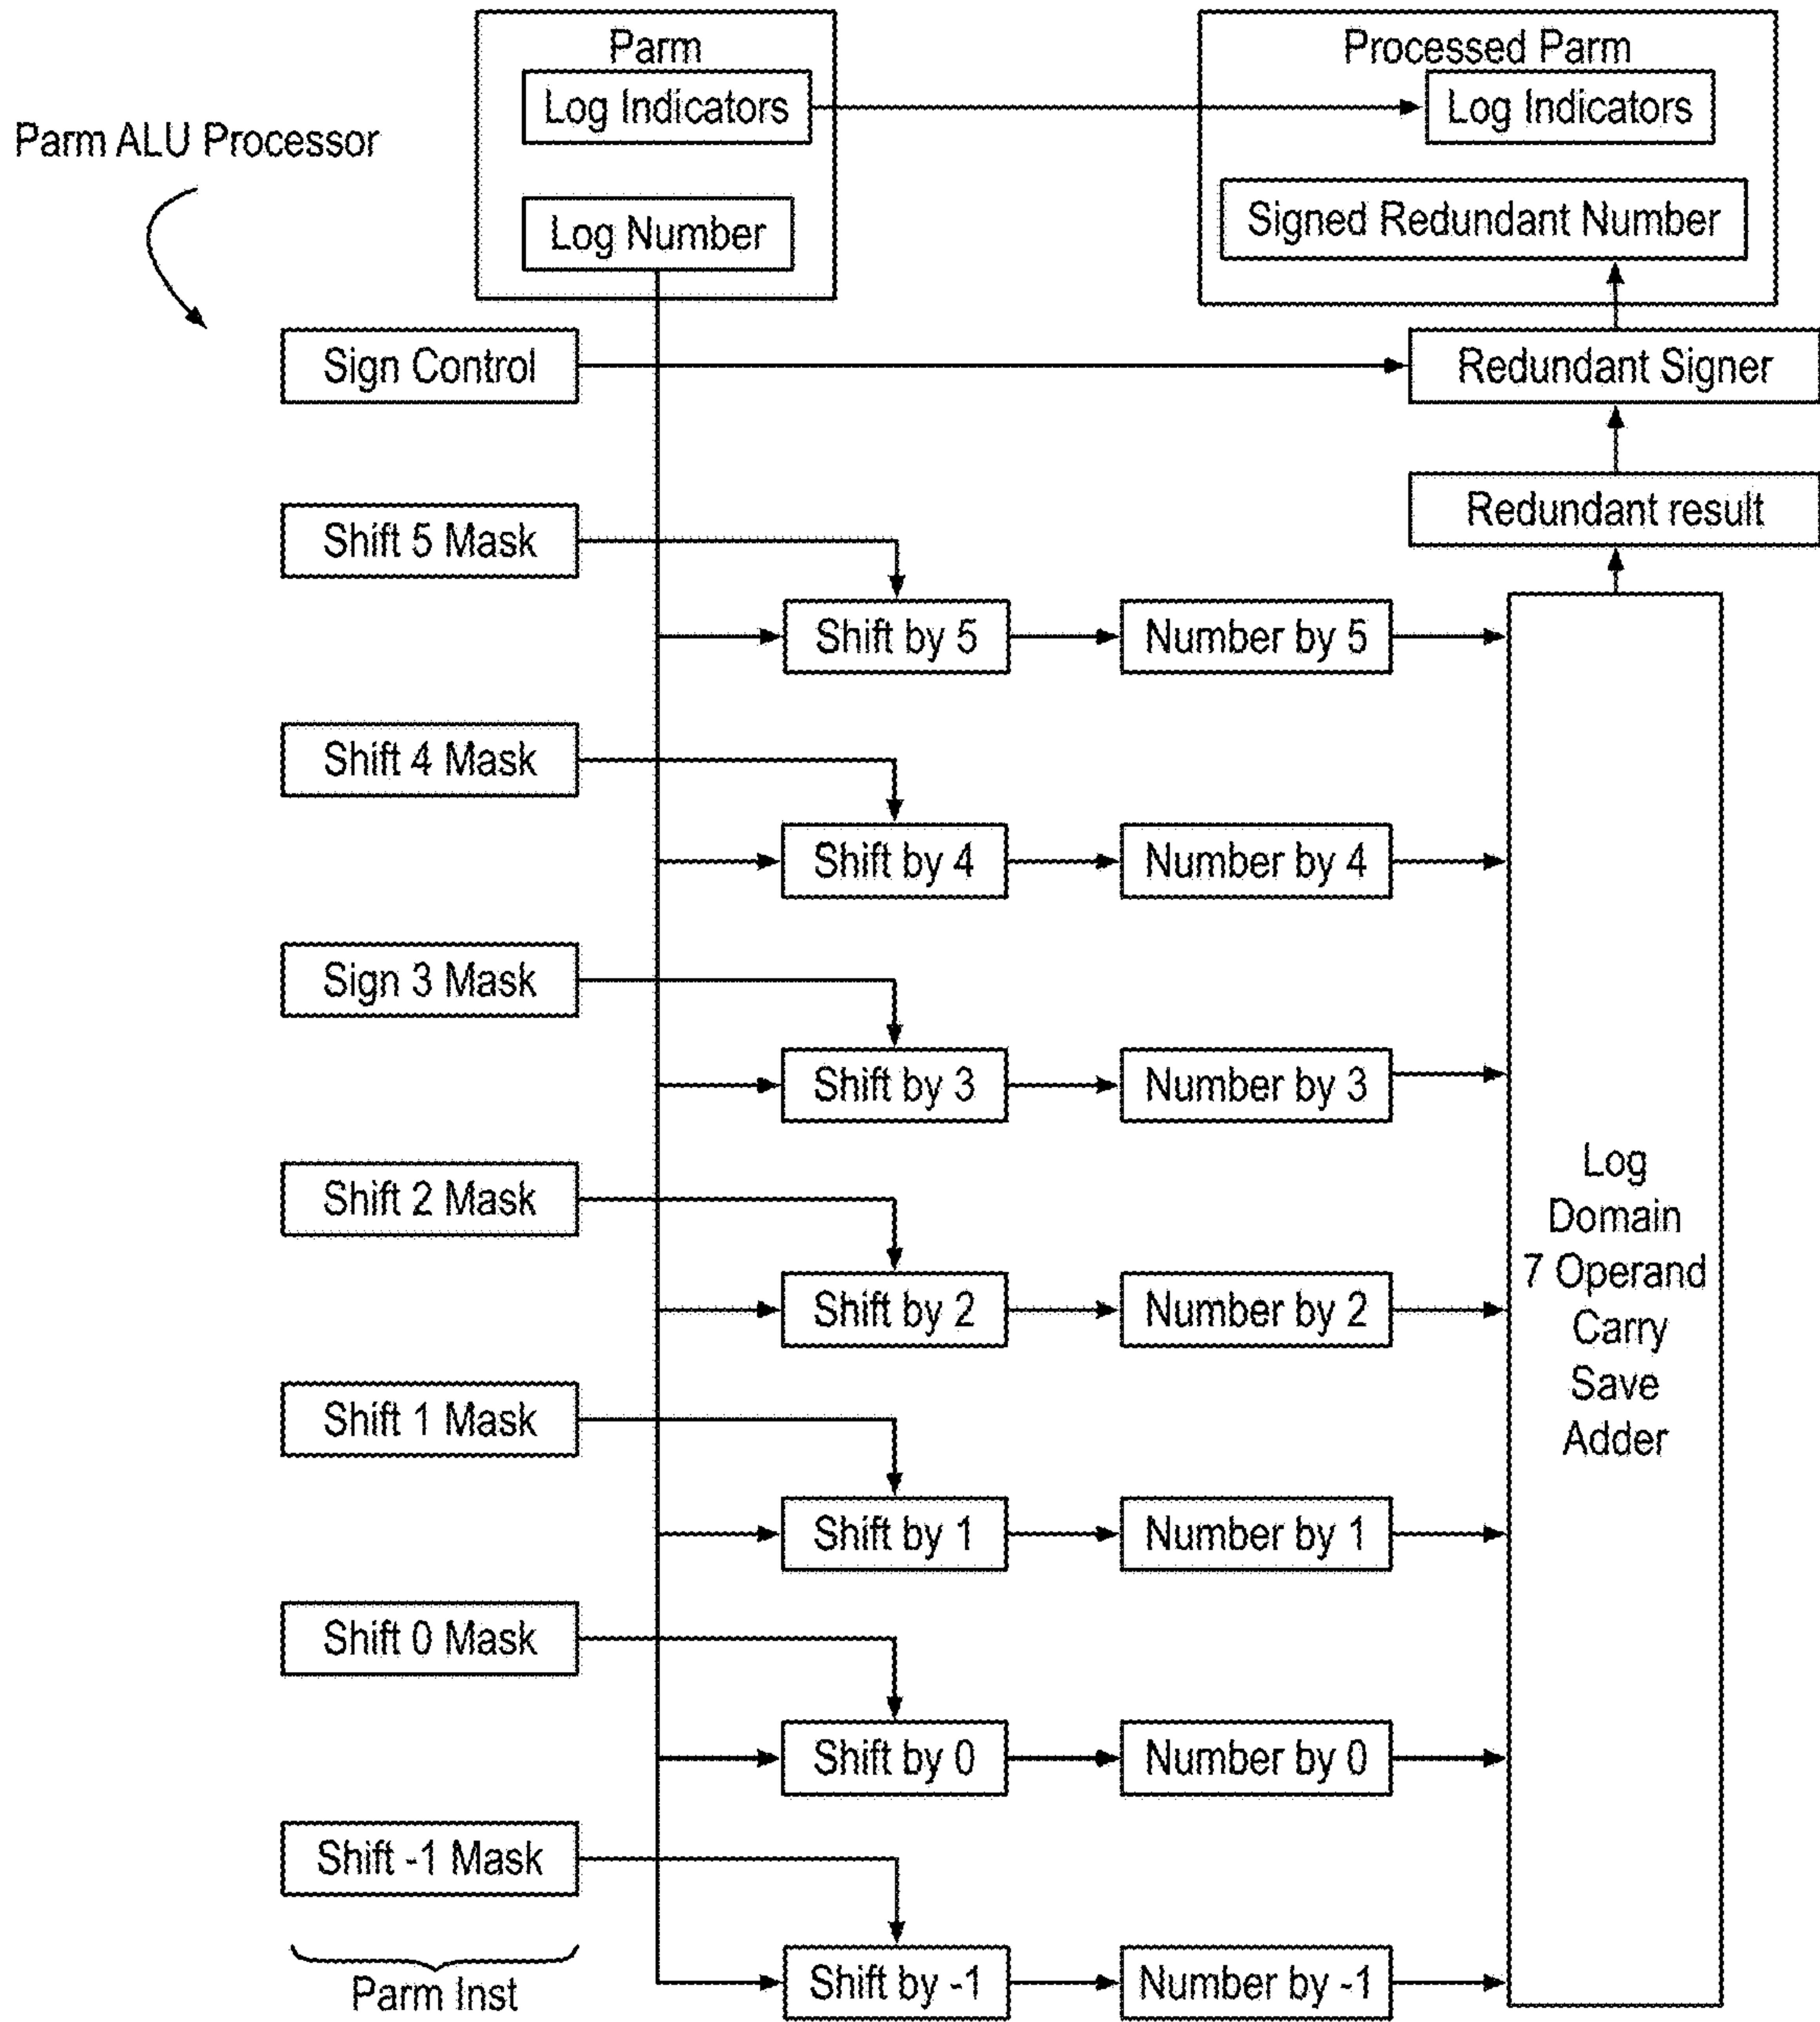 Parm
Processed Parm
Log Indicators
Log Indicators
Parm ALU Processor
Log Number
Signed Redundant Number
Sign Control
Redundant Signer
Shift 5 Mask
Redundant result
Shift by 5
Number by 5
Shift 4 Mask
Shift by 4
Number by 4
Sign 3 Mask
Shift by 3
Number by 3
Shift 2 Mask
Shift by 2
Number by 2
Log
Domain
7 Operand
Carry
Save
Adder
Shift 1 Mask
Shift by 1
Number by 1
Shift 0 Mask
Shift by 0
Number by 0
Shift -1 Mask
Shift by -1
Number by -1
Parm Inst